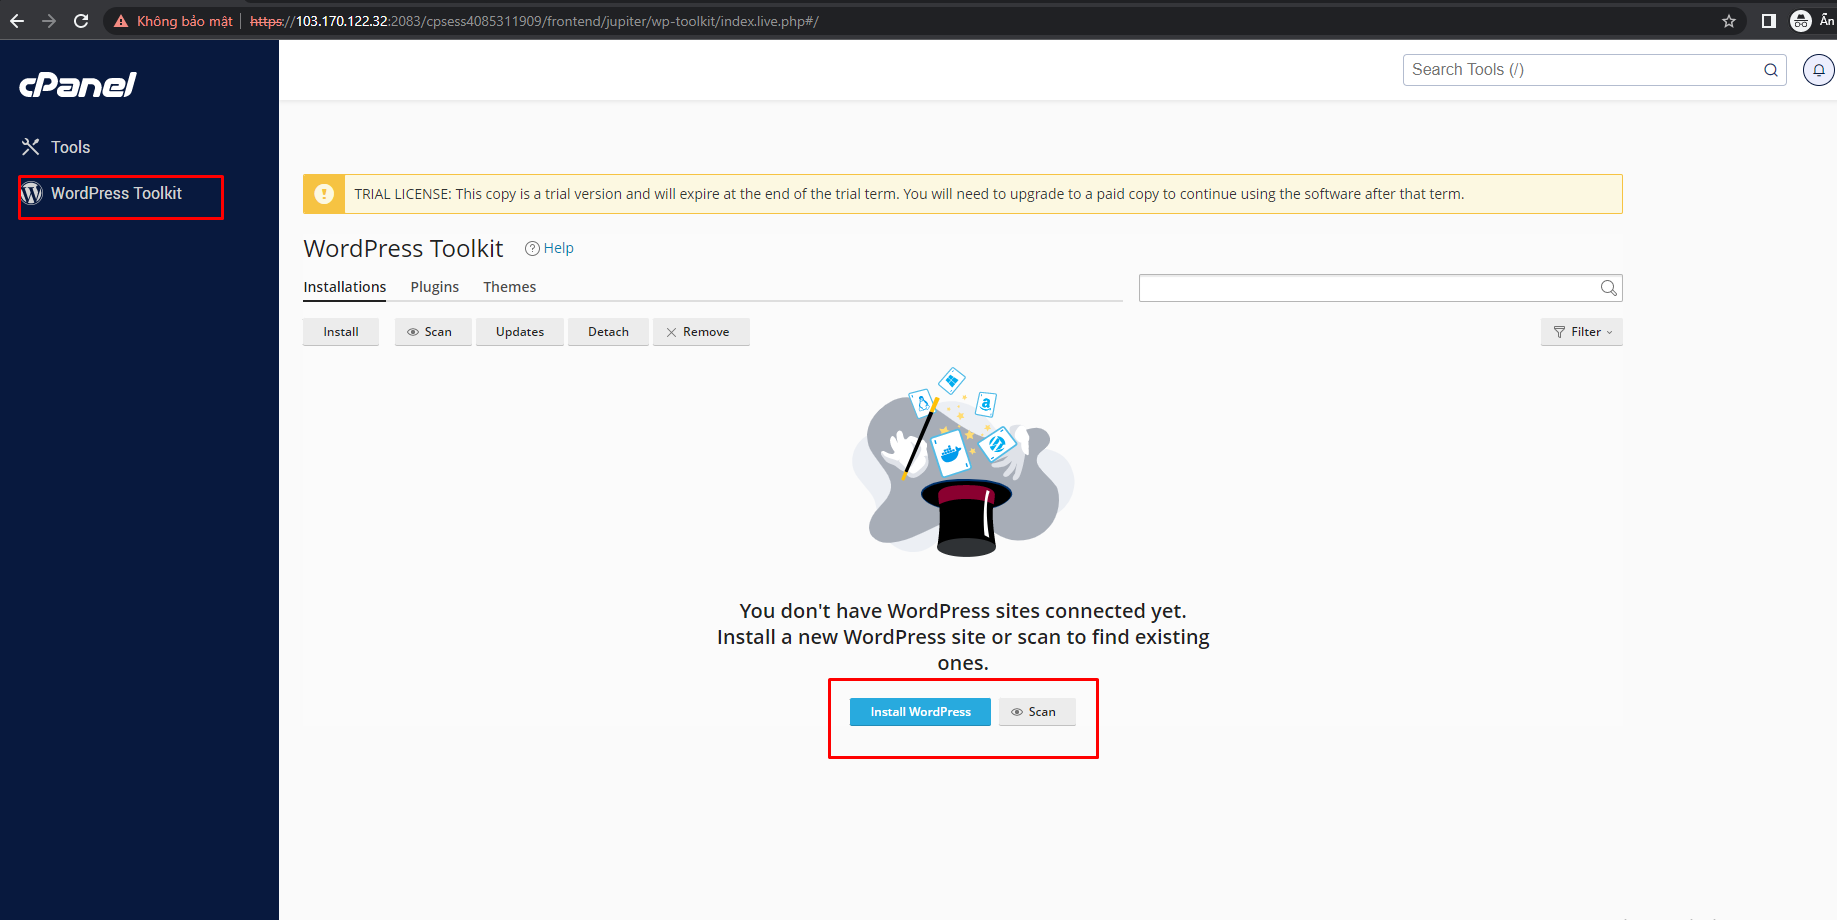 Không bảo mật
https://103.170.122.32:2083/cpsess4085311909/frontend/jupiter/wp-toolkit/index.live.php#/
Ẩn
cPanel
Search Tools (/)
Tools
WordPress Toolkit
TRIAL LICENSE: This copy is a trial version and will expire at the end of the trial term. You will need to upgrade to a paid copy to continue using the software after that term.
WordPress Toolkit
Help
Installations
Plugins
Themes
Install
Scan
Updates
Detach
Remove
Filter
You don't have WordPress sites connected yet.
Install a new WordPress site or scan to find existing
ones.
Install WordPress
Scan